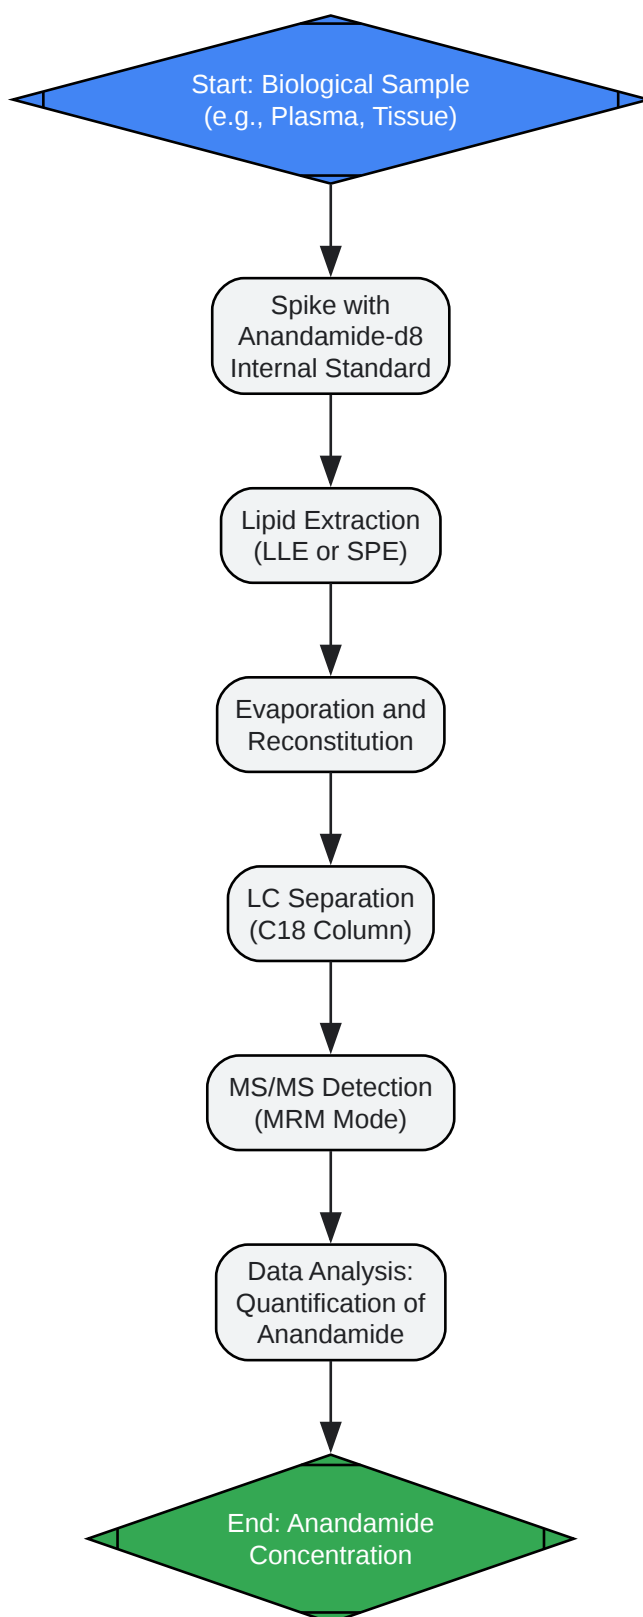 Start: Biological Sample
(e.g., Plasma, Tissue)
Spike with
Anandamide-d8
Internal Standard
Lipid Extraction
(LLE or SPE)
Evaporation and
Reconstitution
LC Separation
(C18 Column)
MS/MS Detection
(MRM Mode)
Data Analysis:
Quantification of
Anandamide
End: Anandamide
Concentration